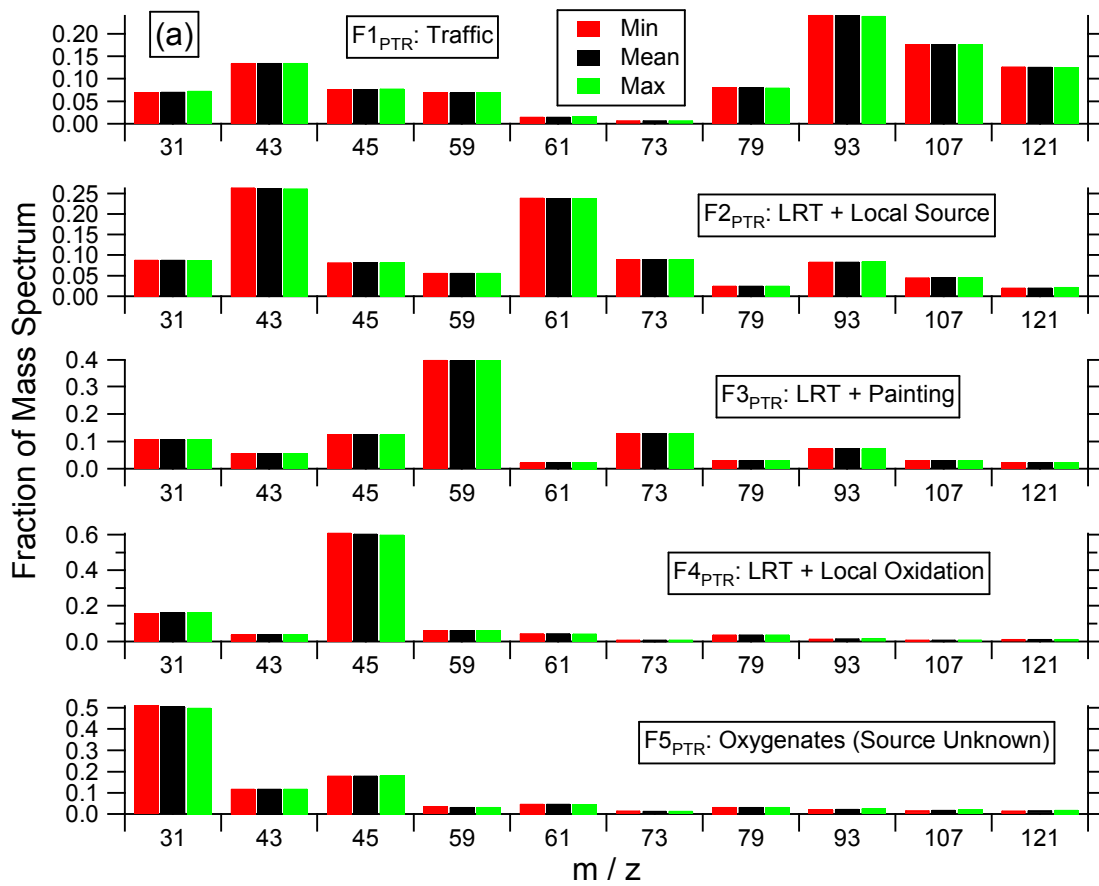 (a)
F1PTR: Traffic
Min
Mean
Max
0.20
0.15
0.10
0.05
0.00
31 43 45 59 61 73 79 93 107 121
F2PTR: LRT + Local Source
0.25
0.20
0.15
0.10
0.05
0.00
31 43 45 59 61 73 79 93 107 121
Fraction of Mass Spectrum
F3PTR: LRT + Painting
0.4
0.3
0.2
0.1
0.0
31 43 45 59 61 73 79 93 107 121
F4PTR: LRT + Local Oxidation
0.6
0.4
0.2
0.0
31 43 45 59 61 73 79 93 107 121
F5PTR: Oxygenates (Source Unknown)
0.5
0.4
0.3
0.2
0.1
0.0
31 43 45 59 61 73 79 93 107 121
m / z